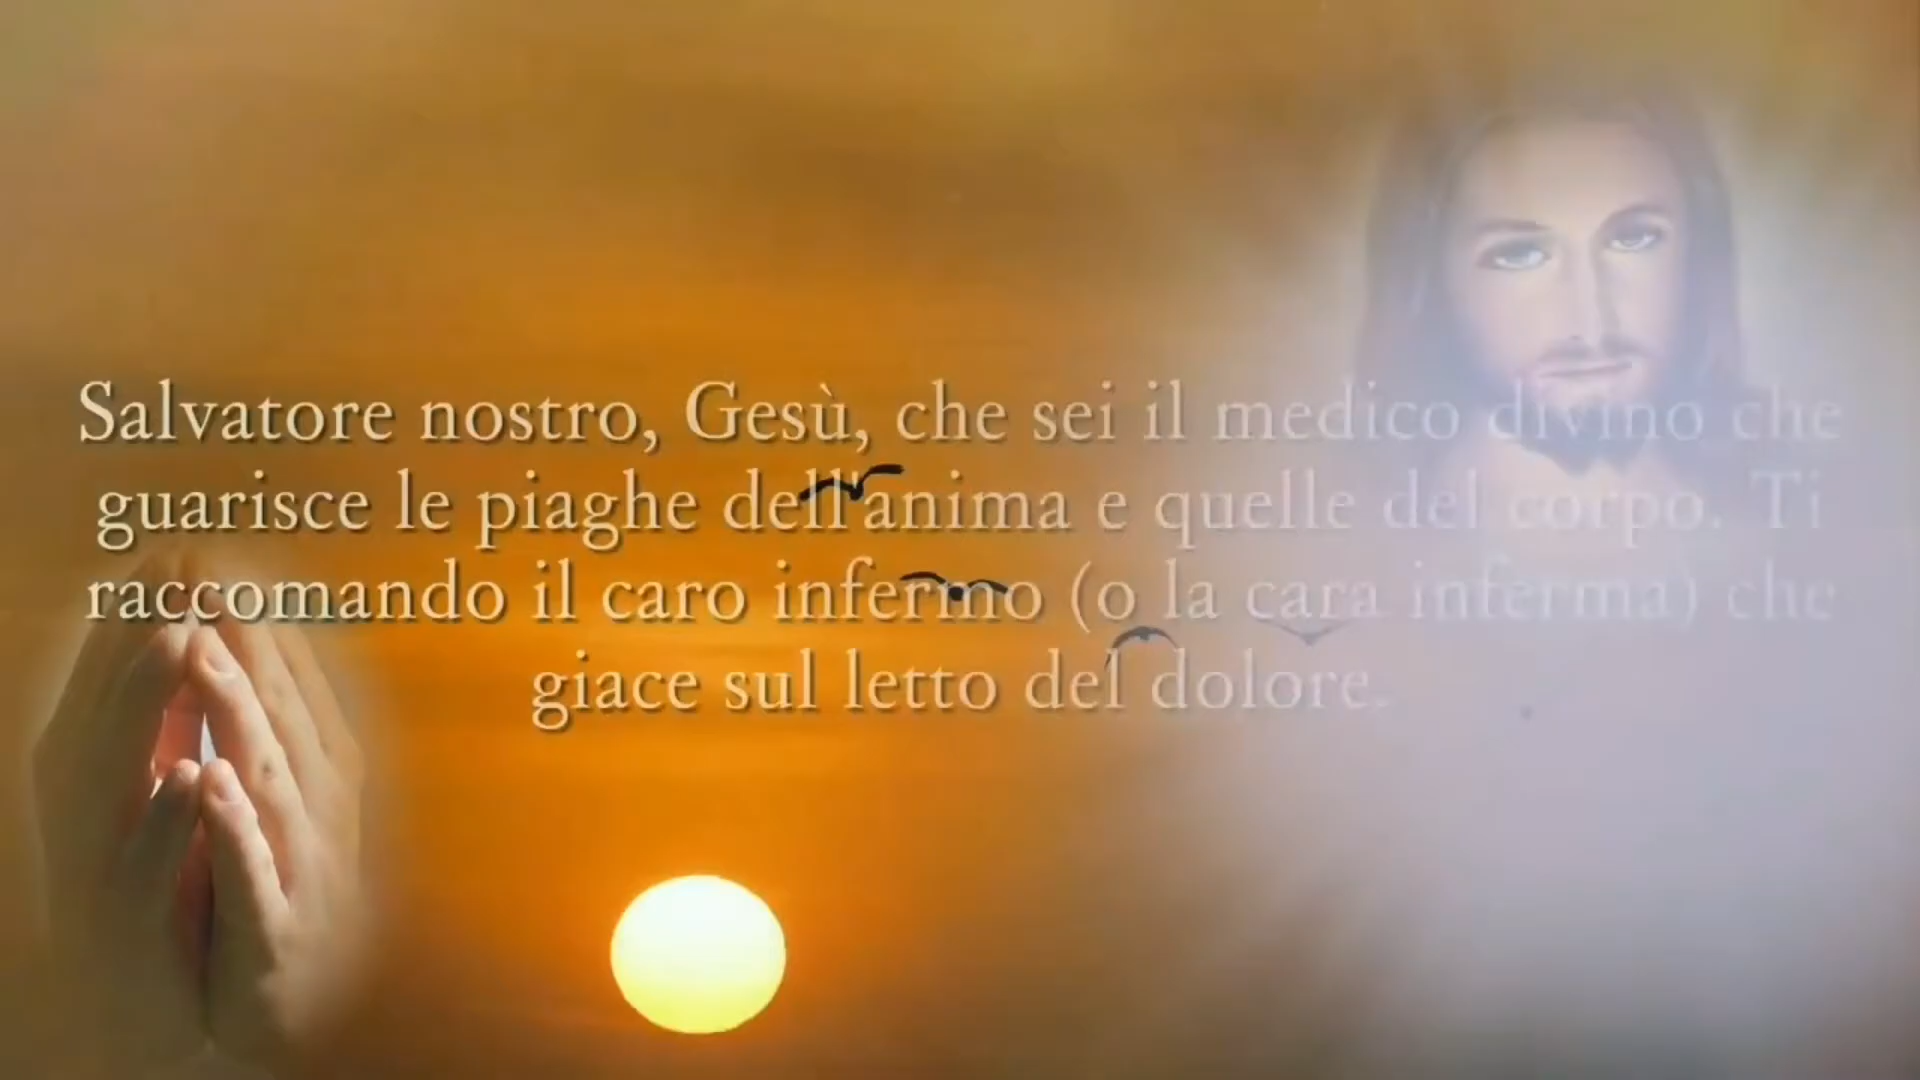 Salvatore nostro, Gesù, che sei il medico divino che
guarisce le piaghe dell'anima e quelle del corpo. Ti
raccomando il caro infermo (o la cara inferma) che
giace sul letto del dolore.